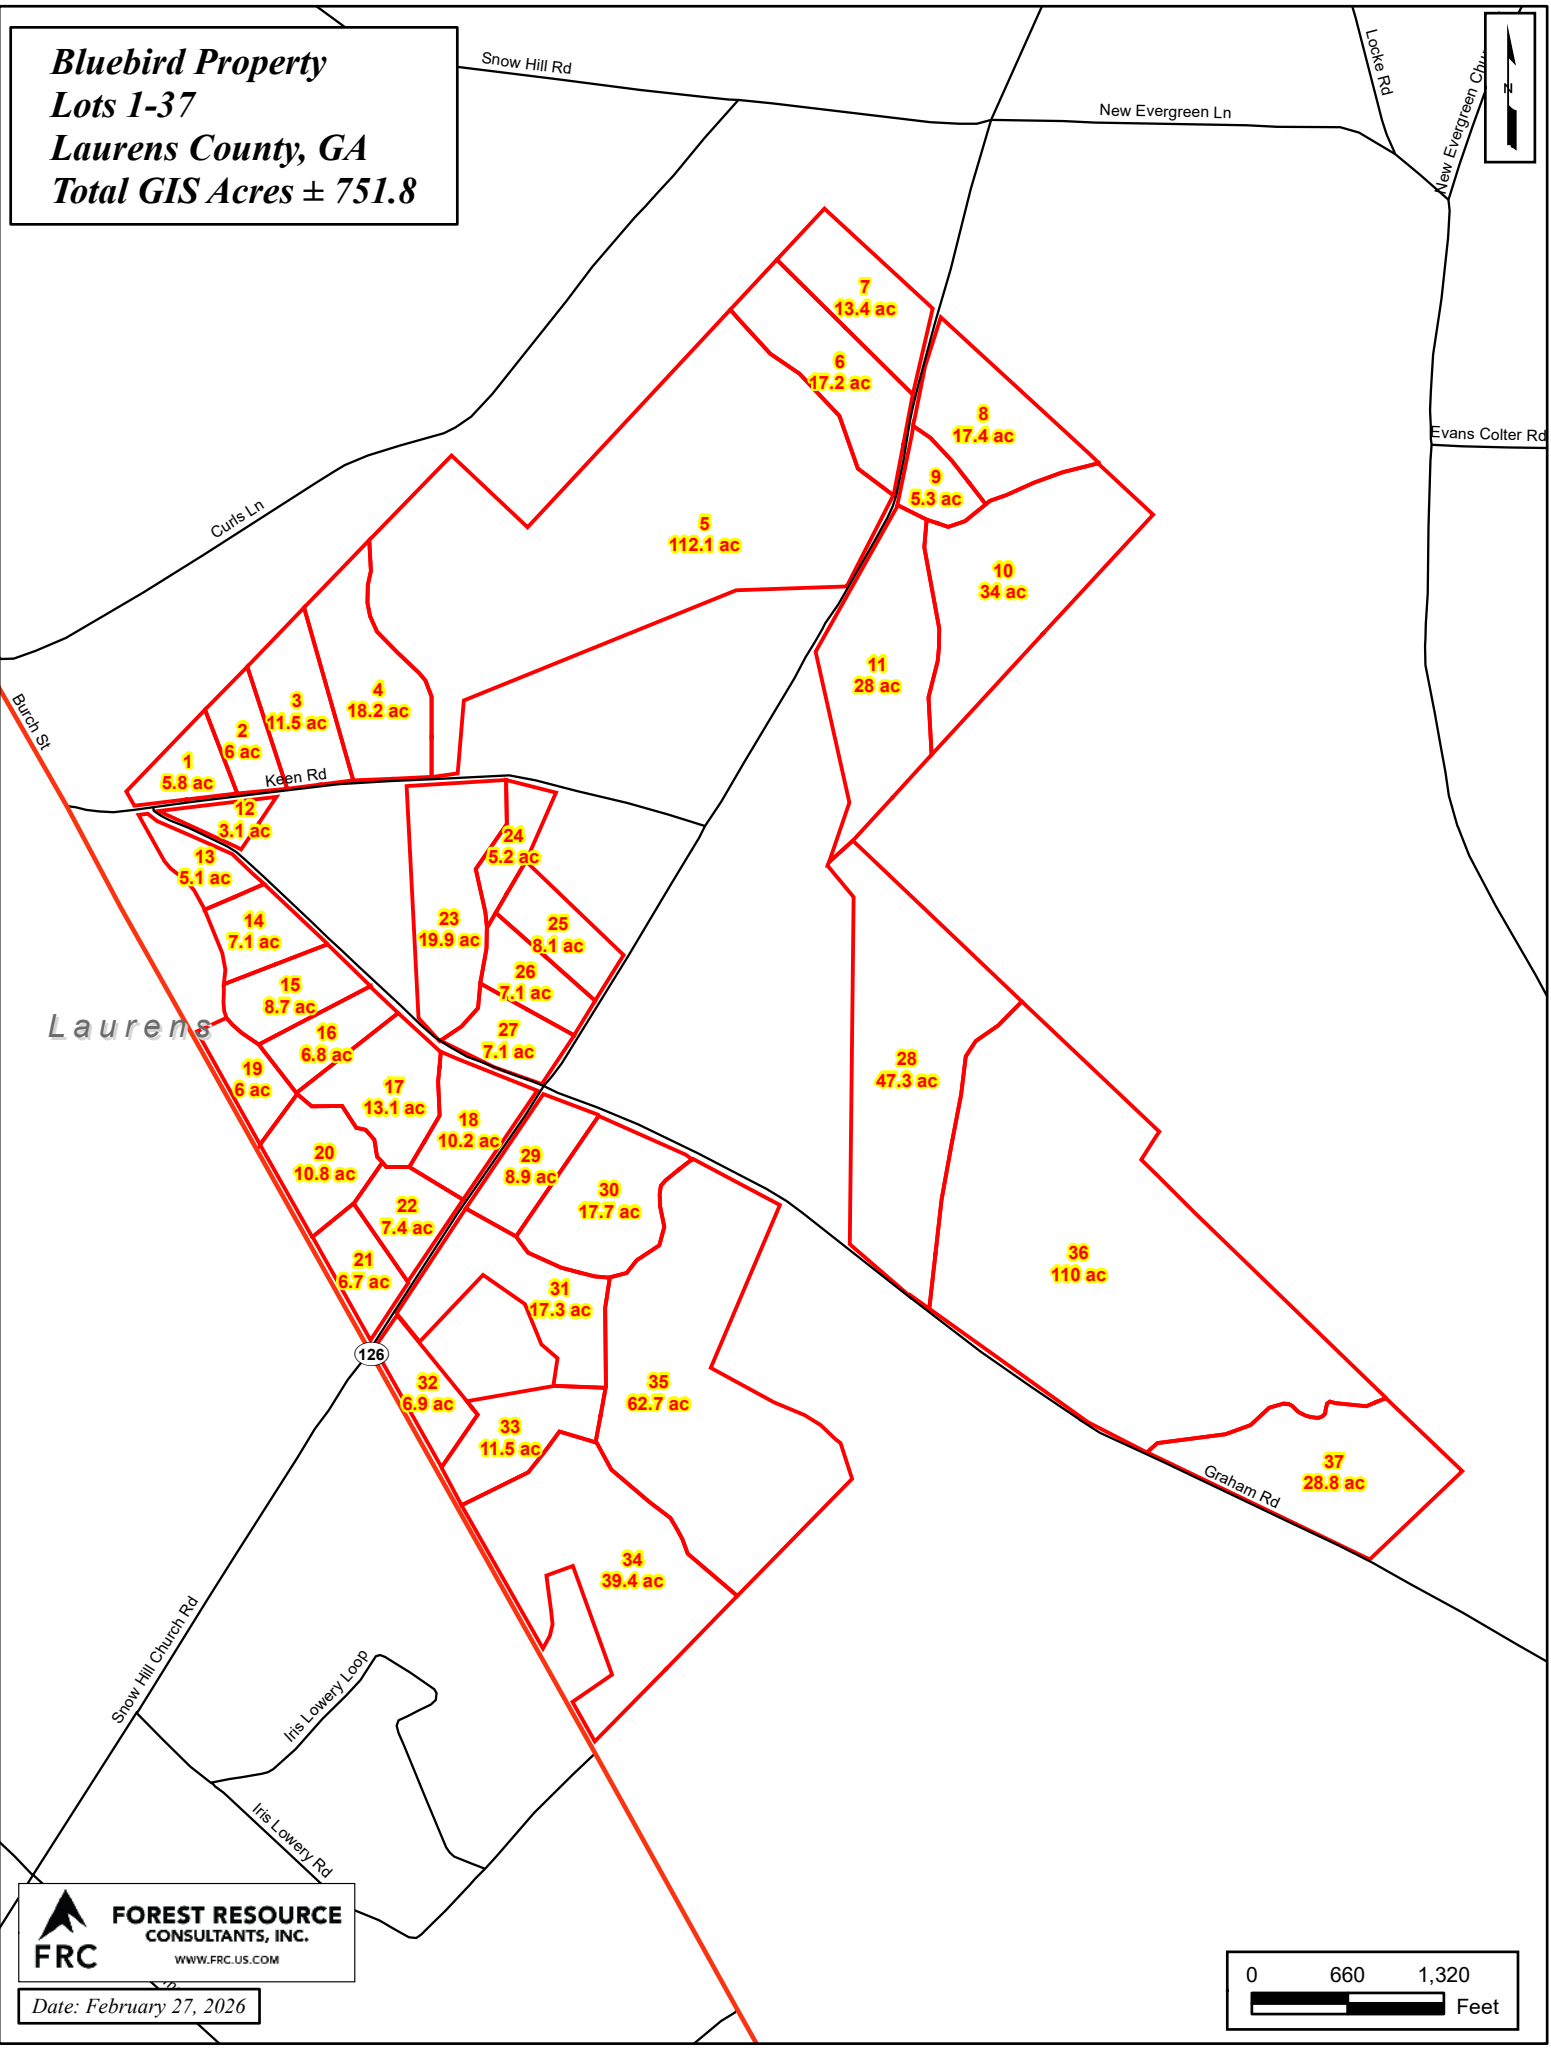 Bluebird Property
Lots 1-37
Laurens County, GA
Total GIS Acres ± 751.8
Snow Hill Rd
New Evergreen Ln
Locke Rd
N
Evans Colter Rd
Curls Ln
Burch St
Keen Rd
7
13.4 ac
6
17.2 ac
8
17.4 ac
9
5.3 ac
5
112.1 ac
10
34 ac
11
28 ac
4
18.2 ac
3
11.5 ac
2
6 ac
1
5.8 ac
12
3.1 ac
13
5.1 ac
14
7.1 ac
15
8.7 ac
16
6.8 ac
17
13.1 ac
18
10.2 ac
19
6 ac
20
10.8 ac
21
6.7 ac
22
7.4 ac
23
19.9 ac
24
5.2 ac
25
8.1 ac
26
7.1 ac
27
7.1 ac
Laurens
28
47.3 ac
29
8.9 ac
30
17.7 ac
31
17.3 ac
32
6.9 ac
33
11.5 ac
34
39.4 ac
35
62.7 ac
36
110 ac
37
28.8 ac
126
Graham Rd
Snow Hill Church Rd
Iris Lowery Loop
Iris Lowery Rd
New Evergreen
FRC
FOREST RESOURCE
CONSULTANTS, INC.
WWW.FRC.US.COM
Date: February 27, 2026
0 660 1,320
Feet